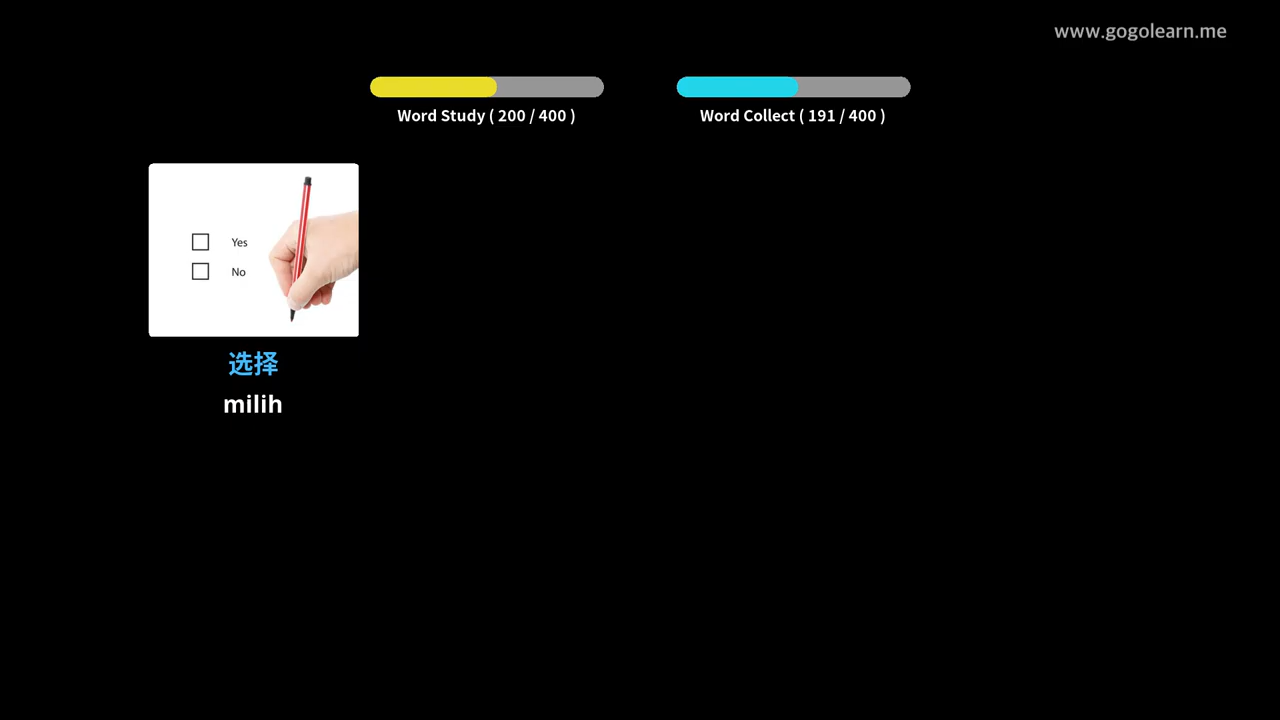 www.gogolearn.me
Word Study ( 200 / 400 )
Word Collect ( 191 / 400 )
Yes
No
选择
milih